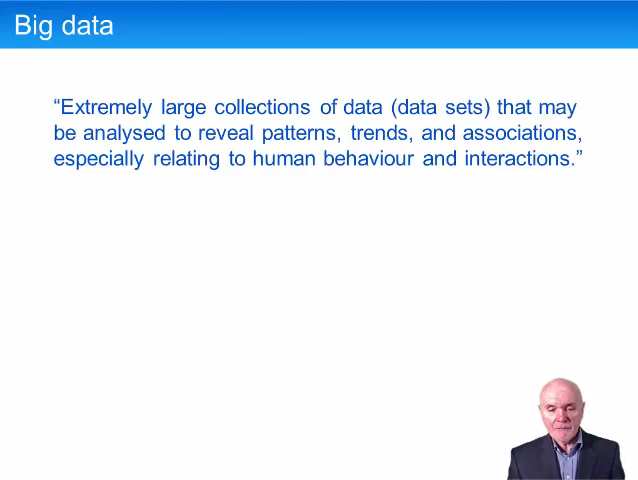 Big data
“Extremely large collections of data (data sets) that may
be analysed to reveal patterns, trends, and associations,
especially relating to human behaviour and interactions.”